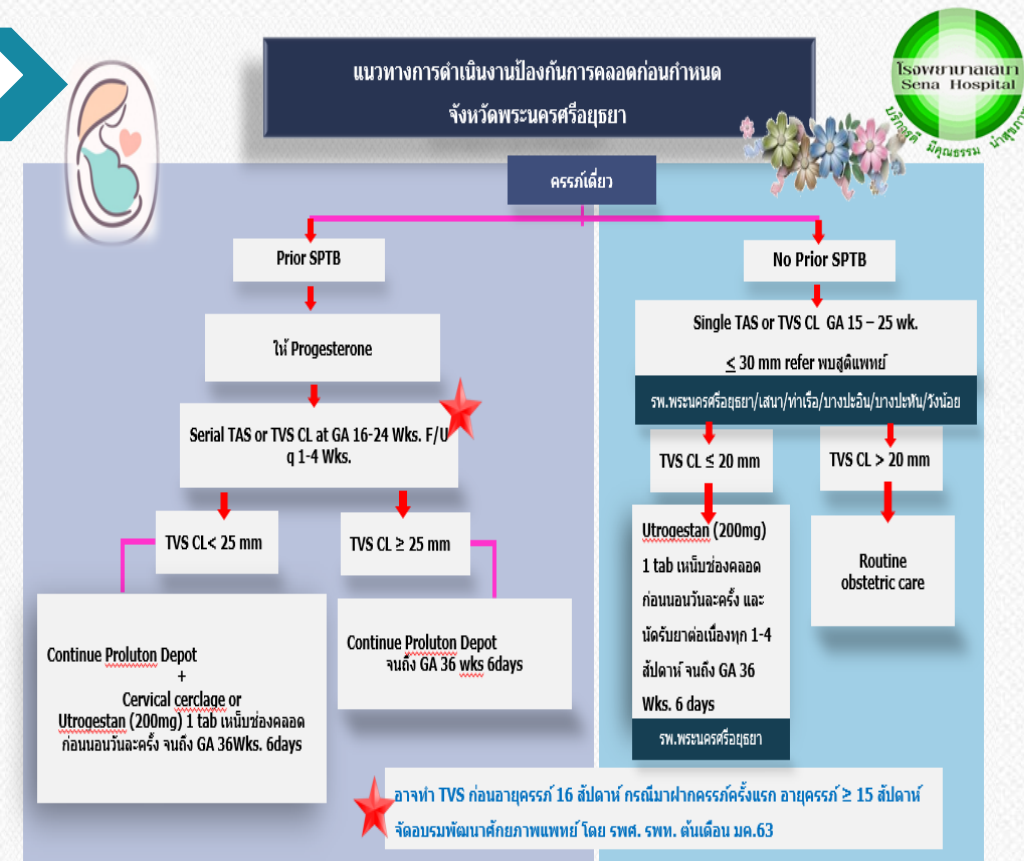 แนวทางการดำเนินงานป้องกันการคลอดก่อนกำหนด
จังหวัดพระนครศรีอยุธยา
โรงพยาบาลเสนา
Sena Hospital
บริการดี มีคุณธรรม นำสุขภาพ
ครรภ์เดี่ยว
Prior SPTB
ให้ Progesterone
Serial TAS or TVS CL at GA 16-24 Wks. F/U
q 1-4 Wks.
TVS CL< 25 mm
TVS CL ≥ 25 mm
Continue Proluton Depot
+
Cervical cerclage or
Utrogestan (200mg) 1 tab เหน็บช่องคลอด
ก่อนนอนวันละครั้ง จนถึง GA 36Wks. 6days
Continue Proluton Depot
จนถึง GA 36 wks 6days
No Prior SPTB
Single TAS or TVS CL GA 15 – 25 wk.
≤ 30 mm refer พบสูติแพทย์
รพ.พระนครศรีอยุธยา/เสนา/ท่าเรือ/บางปะอิน/บางปะหัน/วังน้อย
TVS CL ≤ 20 mm
TVS CL > 20 mm
Utrogestan (200mg)
1 tab เหน็บช่องคลอด
ก่อนนอนวันละครั้ง และ
นัดรับยาต่อเนื่องทุก 1-4
สัปดาห์ จนถึง GA 36
Wks. 6 days
รพ.พระนครศรีอยุธยา
Routine
obstetric care
อาจทำ TVS ก่อนอายุครรภ์ 16 สัปดาห์ กรณีมาฝากครรภ์ครั้งแรก อายุครรภ์ ≥ 15 สัปดาห์
จัดอบรมพัฒนาศักยภาพแพทย์ โดย รพศ. รพท. ต้นเดือน มค.63